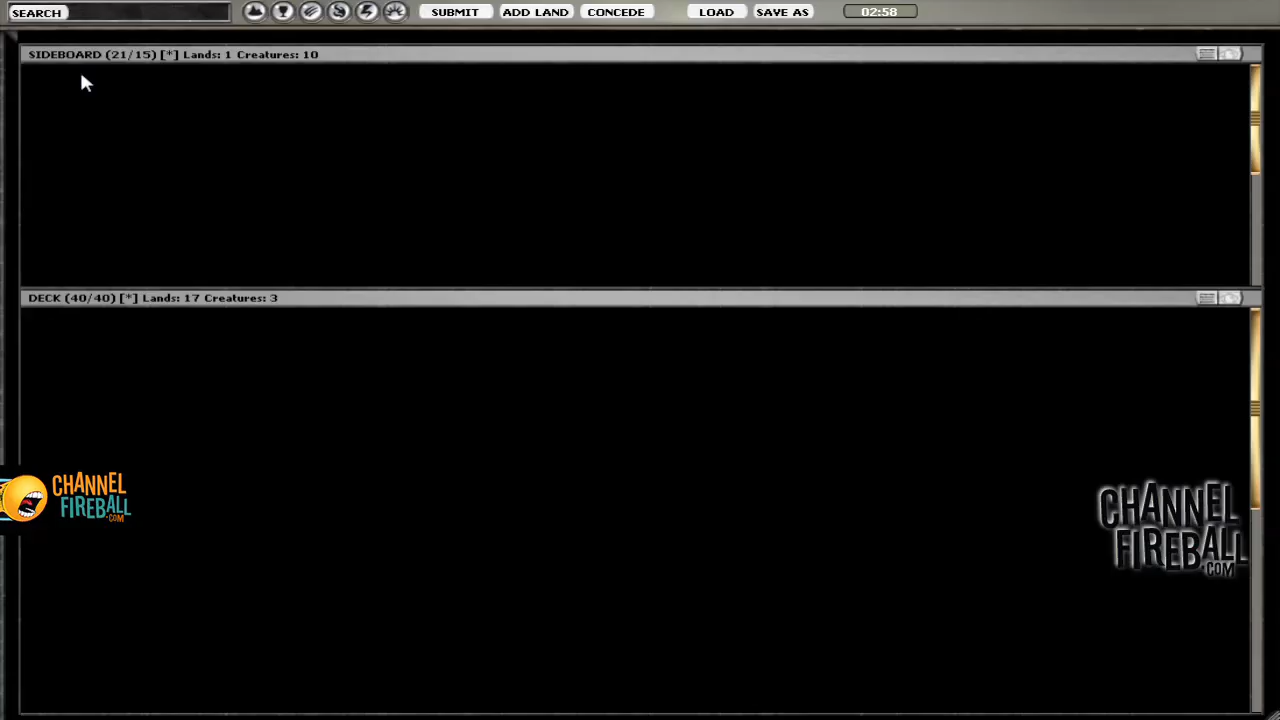 SEARCH SUBMIT ADD LAND CONCEDE LOAD SAVE AS 02:58
SIDEBOARD (21/15) [*] Lands: 1 Creatures: 10
DECK (40/40) [*] Lands: 17 Creatures: 3
CHANNEL
FIREBALL
.COM
CHANNEL
FIREBALL
.COM